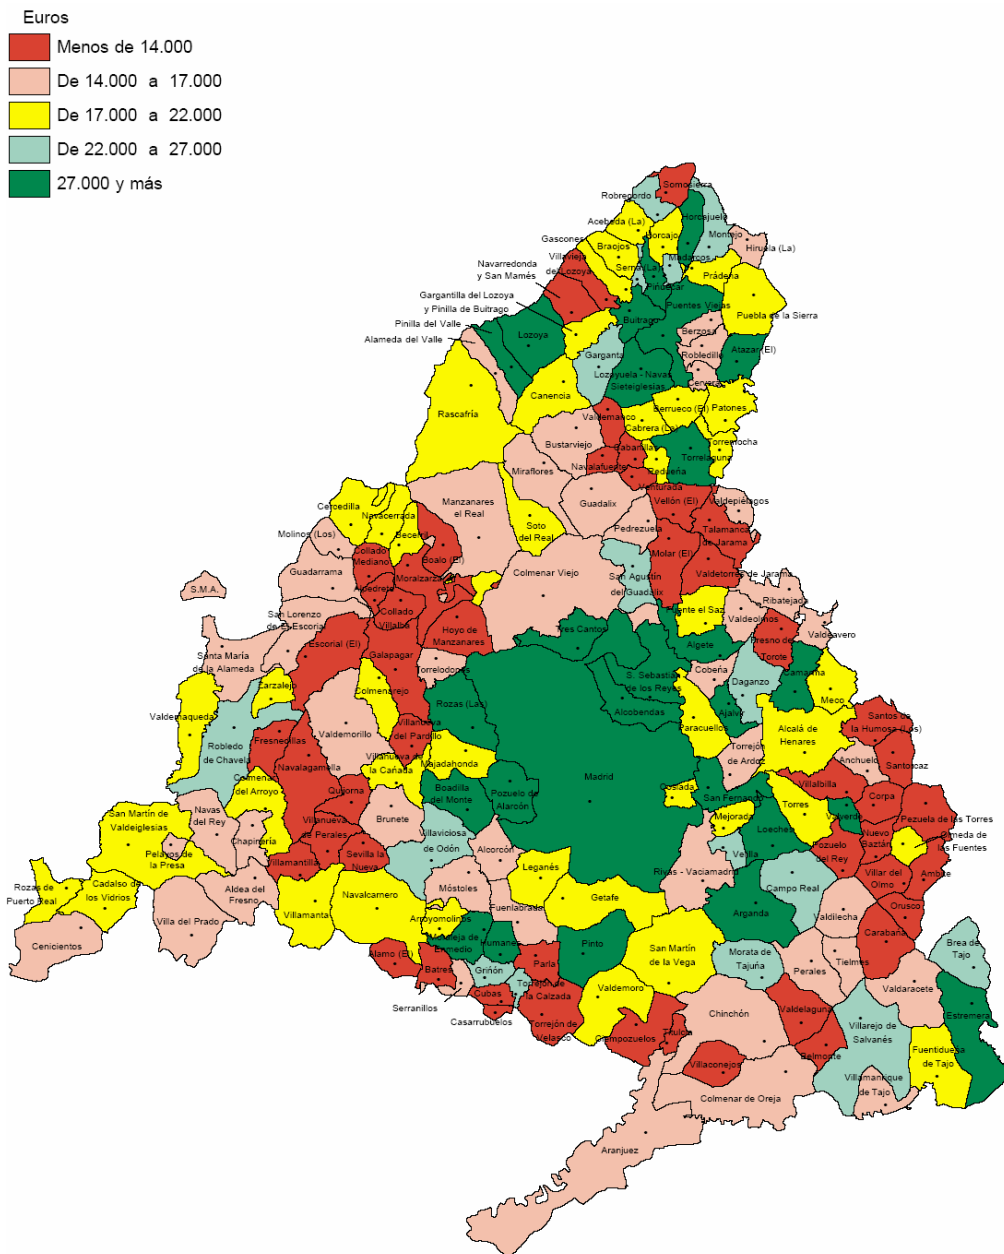 Euros
Menos de 14.000
De 14.000 a 17.000
De 17.000 a 22.000
De 22.000 a 27.000
27.000 y más
Somosierra
Robregordo
Horcajuela
Acebeda (La)
Horcajo
Montejo
Hiruela (La)
Gascones
Braojos
Madarcos
Villavieja
del Lozoya
Serna (La)
Prádena
Navarredonda
y San Mamés
Piñuécar
Gargantilla del Lozoya
y Pinilla de Buitrago
Puentes Viejas
Buitrago
Puebla de la Sierra
Pinilla del Valle
Lozoya
Berzosa
Alameda del Valle
Garganta
Robledillo
Atazar (El)
Lozoyuela - Navas
Sieteiglesias
Cervera
Canencia
Rascafría
Berrueco (El)
Patones
Valdemanco
Cabrera (La)
Bustarviejo
Torremocha
Cabanillas
Torrelaguna
Miraflores
Navalafuente
Redueña
Venturada
Manzanares
el Real
Guadalix
Vellón (El)
Valdepiélagos
Cercedilla
Navacerrada
Soto
del Real
Pedrezuela
Talamanca
de Jarama
Molinos (Los)
Becerril
Collado
Mediano
Boalo (El)
Molar (El)
Guadarrama
Moralzarzal
Colmenar Viejo
San Agustín
del Guadalix
Valdetorres de Jarama
S.M.A.
Alpedrete
Ribatejada
San Lorenzo
de el Escorial
Collado
Villalba
Fuente el Saz
Valdeolmos
Hoyo de
Manzanares
Tres Cantos
Fresno de
Torote
Valdeavero
Santa María
de la Alameda
Escorial (El)
Galapagar
Algete
Torrelodones
Cobeña
Daganzo
Camarma
S. Sebastián
de los Reyes
Zarzalejo
Colmenarejo
Meco
Valdemaqueda
Rozas (Las)
Alcobendas
Ajalvir
Robledo
de Chavela
Fresnedillas
Valdemorillo
Villanueva
del Pardillo
Paracuellos
Alcalá de
Henares
Santos de
la Humosa (Los)
Navalagamella
Villanueva de
la Cañada
Majadahonda
Torrejón
de Ardoz
Anchuelo
Santorcaz
Colmenar
del Arroyo
Quijorna
Boadilla
del Monte
Pozuelo de
Alarcón
Madrid
Coslada
San Fernando
Villalbilla
Corpa
Pezuela de las Torres
San Martín de
Valdeiglesias
Navas
del Rey
Villanueva
de Perales
Brunete
Villaviciosa
de Odón
Mejorada
Torres
Valverde
Loeches
Nuevo
Baztán
Olmeda de
las Fuentes
Pelayos de
la Presa
Chapinería
Villamantilla
Sevilla la
Nueva
Alcorcón
Leganés
Velilla
Pozuelo
del Rey
Rozas de
Puerto Real
Cadalso de
los Vidrios
Aldea del
Fresno
Móstoles
Rivas - Vaciamadrid
Campo Real
Villar del
Olmo
Ambite
Villamanta
Navalcarnero
Fuenlabrada
Getafe
Arganda
Valdilecha
Orusco
Villa del Prado
Arroyomolinos
Cenicientos
Moraleja de
Enmedio
Humanes
Pinto
San Martín
de la Vega
Carabaña
Alamo (El)
Parla
Morata de
Tajuña
Perales
Tielmes
Brea de
Tajo
Batres
Griñón
Serranillos
Cubas
Torrejón de
la Calzada
Valdemoro
Valdaracete
Casarrubuelos
Torrejón de
Velasco
Ciempozuelos
Titulcia
Chinchón
Valdelaguna
Villarejo de
Salvanés
Estremera
Belmonte
Fuentidueña
de Tajo
Villaconejos
Villamanrique
de Tajo
Colmenar de Oreja
Aranjuez